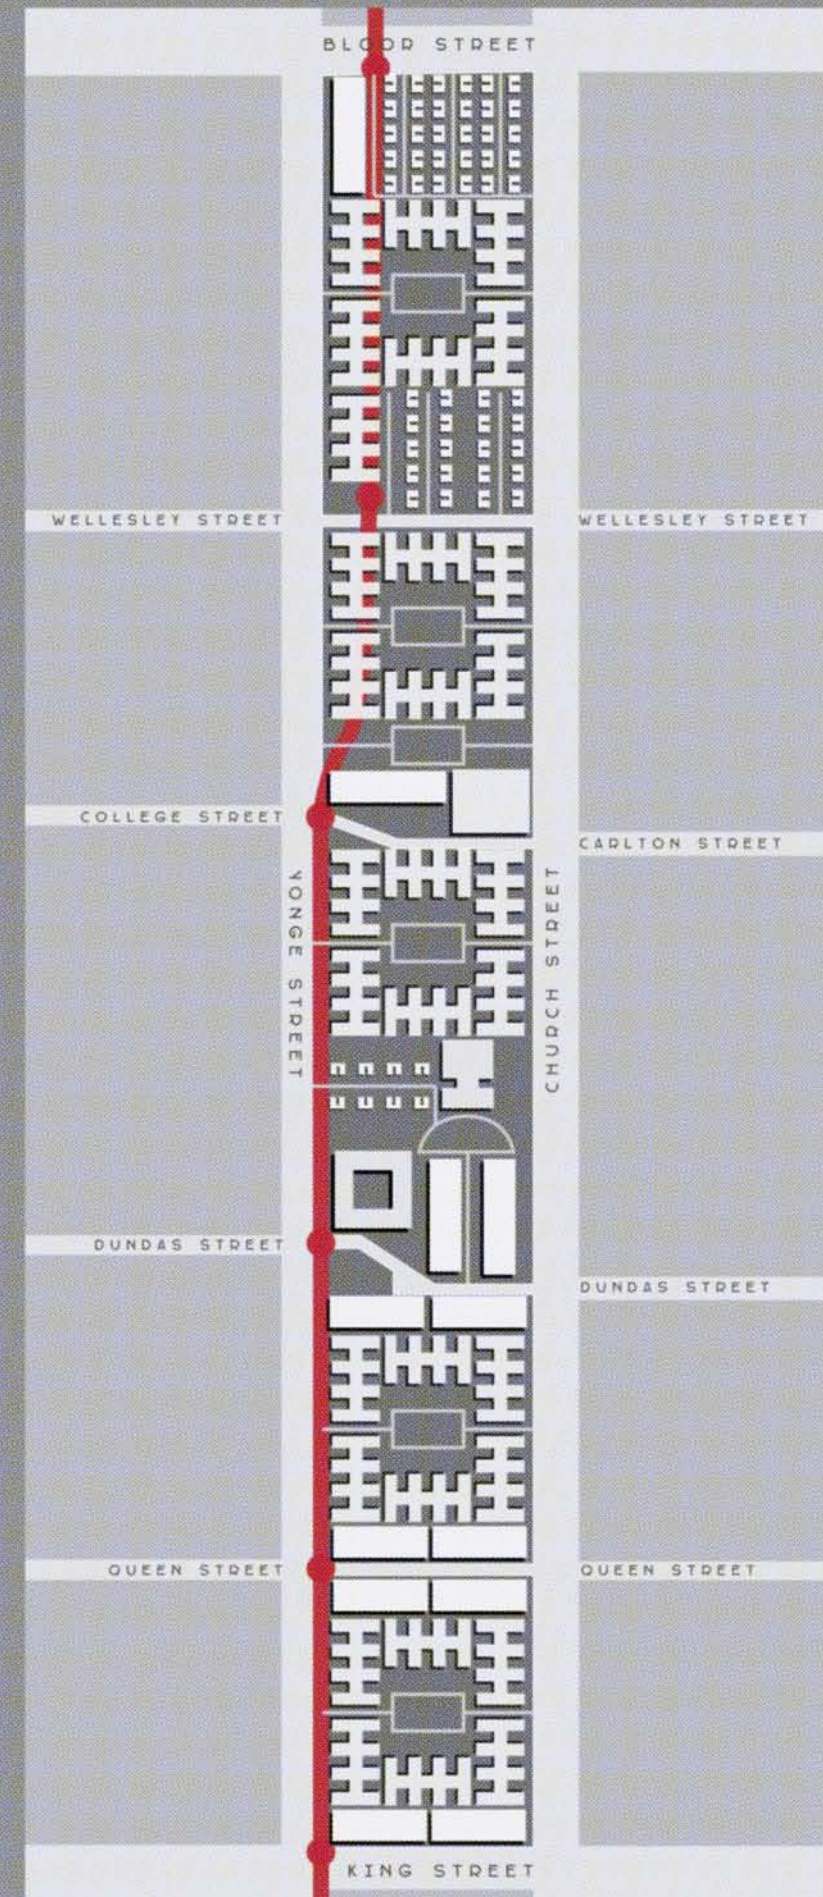 BLOOR STREET
WELLESLEY STREET
WELLESLEY STREET
COLLEGE STREET
CARLTON STREET
YONGE STREET
CHURCH STREET
DUNDAS STREET
DUNDAS STREET
QUEEN STREET
QUEEN STREET
KING STREET